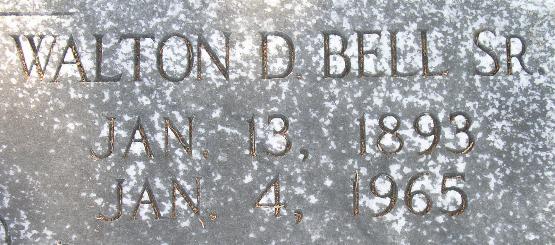 WALTON D. BELL SR.
JAN. 13, 1893
JAN. 4, 1965